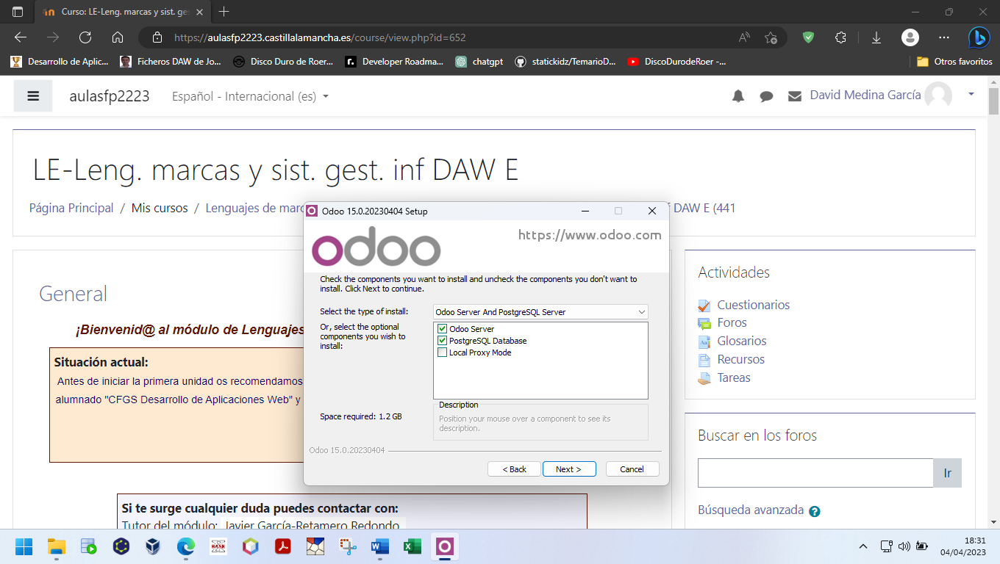 Curso: LE-Leng. marcas y sist. ge
https://aulasfp2223.castillalamancha.es/course/view.php?id=652
Desarrollo de Aplic...
Ficheros DAW de Jo...
Disco Duro de Roer...
Developer Roadma...
chatgpt
statickidz/TemarioD...
DiscoDurodeRoer -...
Otros favoritos
aulasfp2223
Español - Internacional (es)
David Medina García
LE-Leng. marcas y sist. gest. inf DAW E
Página Principal / Mis cursos / Lenguajes de marc
f DAW E (441
Odoo 15.0.20230404 Setup
odoo
https://www.odoo.com
Check the components you want to install and uncheck the components you don't want to
install. Click Next to continue.
Select the type of install:
Odoo Server And PostgreSQL Server
Or, select the optional
components you wish to
install:
Odoo Server
PostgreSQL Database
Local Proxy Mode
Description
Position your mouse over a component to see its
description.
Space required: 1.2 GB
Odoo 15.0.20230404
< Back
Next >
Cancel
General
¡Bienvenid@ al módulo de Lenguajes
Situación actual:
Antes de iniciar la primera unidad os recomendamos
alumnado "CFGS Desarrollo de Aplicaciones Web" y
Si te surge cualquier duda puedes contactar con:
Tutor del módulo: Javier García-Retamero Redondo
Actividades
Cuestionarios
Foros
Glosarios
Recursos
Tareas
Buscar en los foros
Ir
Búsqueda avanzada
18:31
04/04/2023